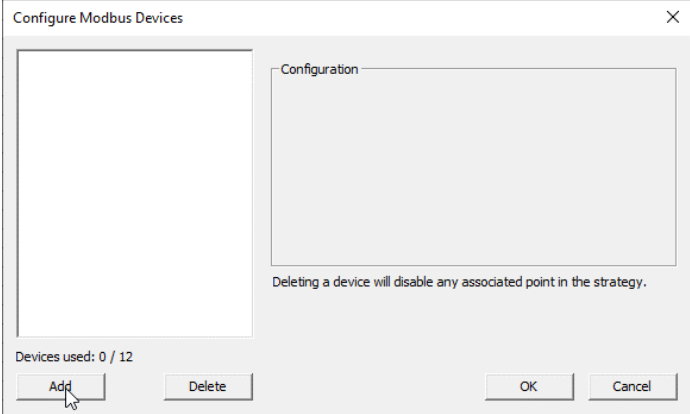 Configure Modbus Devices
Configuration
Deleting a device will disable any associated point in the strategy.
Devices used: 0 / 12
Add
Delete
OK
Cancel